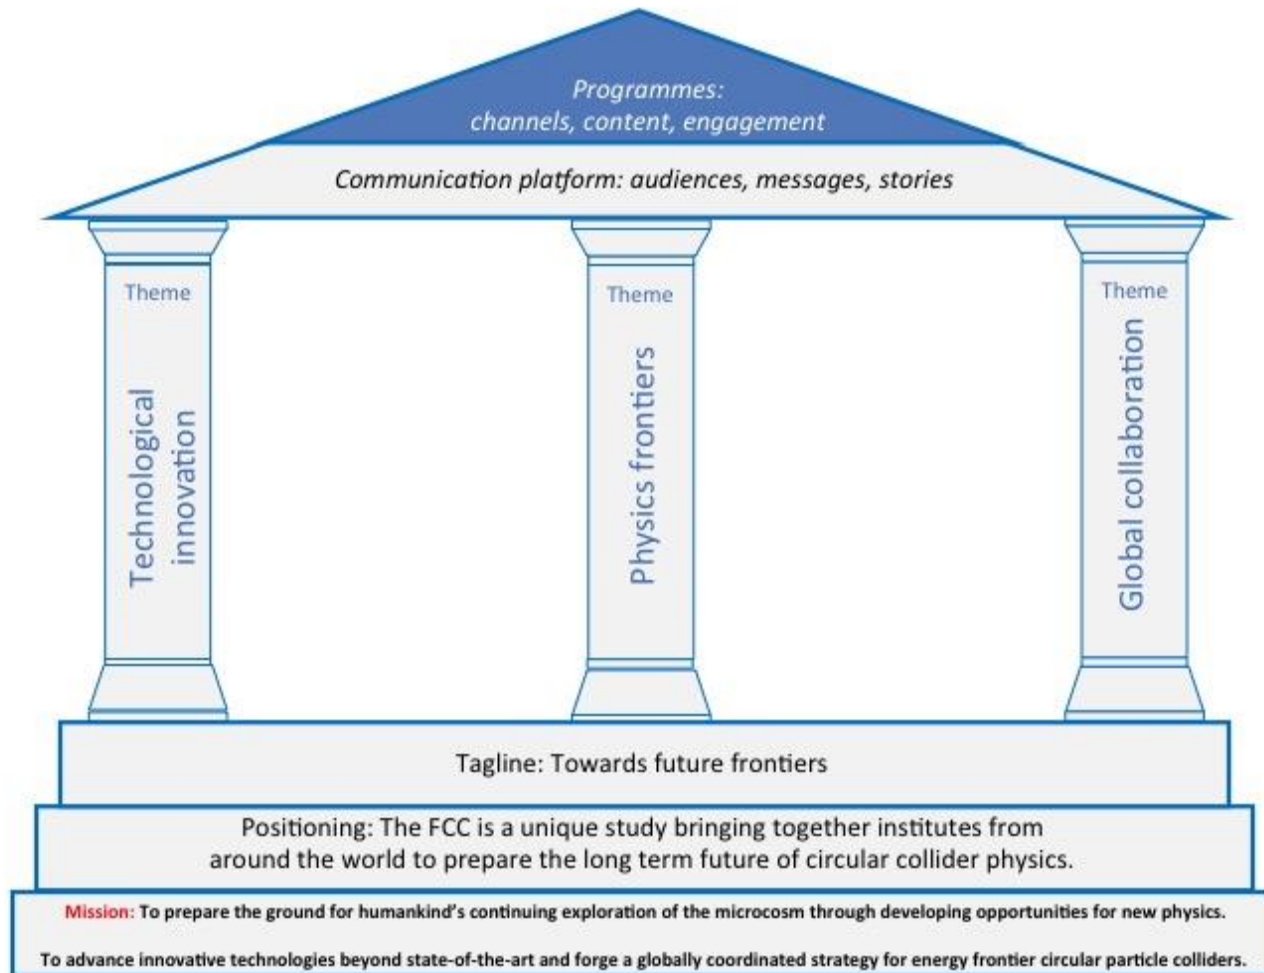 Programmes:
channels, content, engagement
Communication platform: audiences, messages, stories
Theme
Technological
innovation
Theme
Physics frontiers
Theme
Global collaboration
Tagline: Towards future frontiers
Positioning: The FCC is a unique study bringing together institutes from
around the world to prepare the long term future of circular collider physics.
Mission: To prepare the ground for humankind’s continuing exploration of the microcosm through developing opportunities for new physics.
To advance innovative technologies beyond state-of-the-art and forge a globally coordinated strategy for energy frontier circular particle colliders.